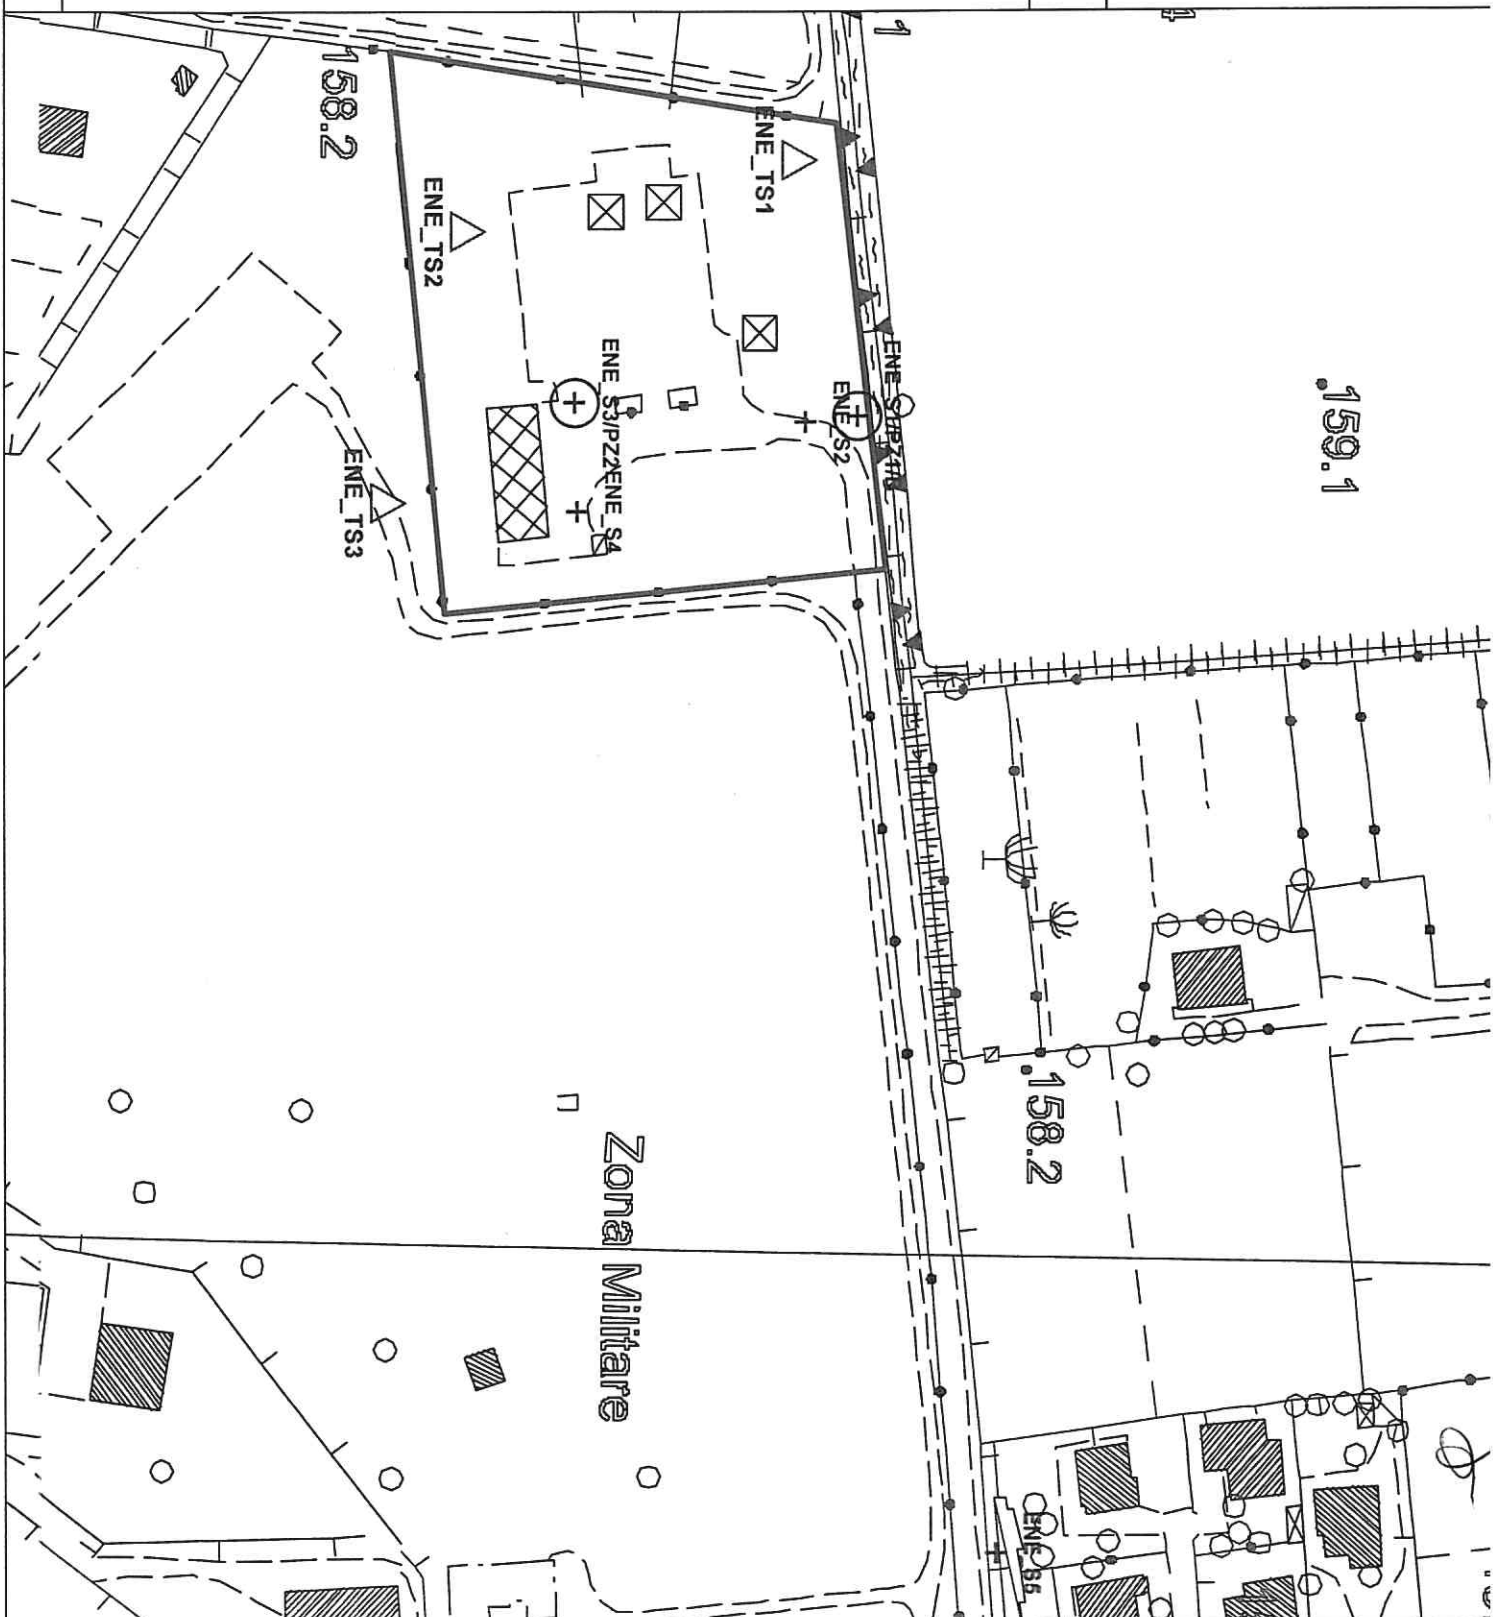 158.2
ENE_TS1
ENE_TS2
ENE_S3/PZ2
ENE_S2
ENE_S4
ENE_TS3
159.1
158.2
Zona Militare
ENE_S5